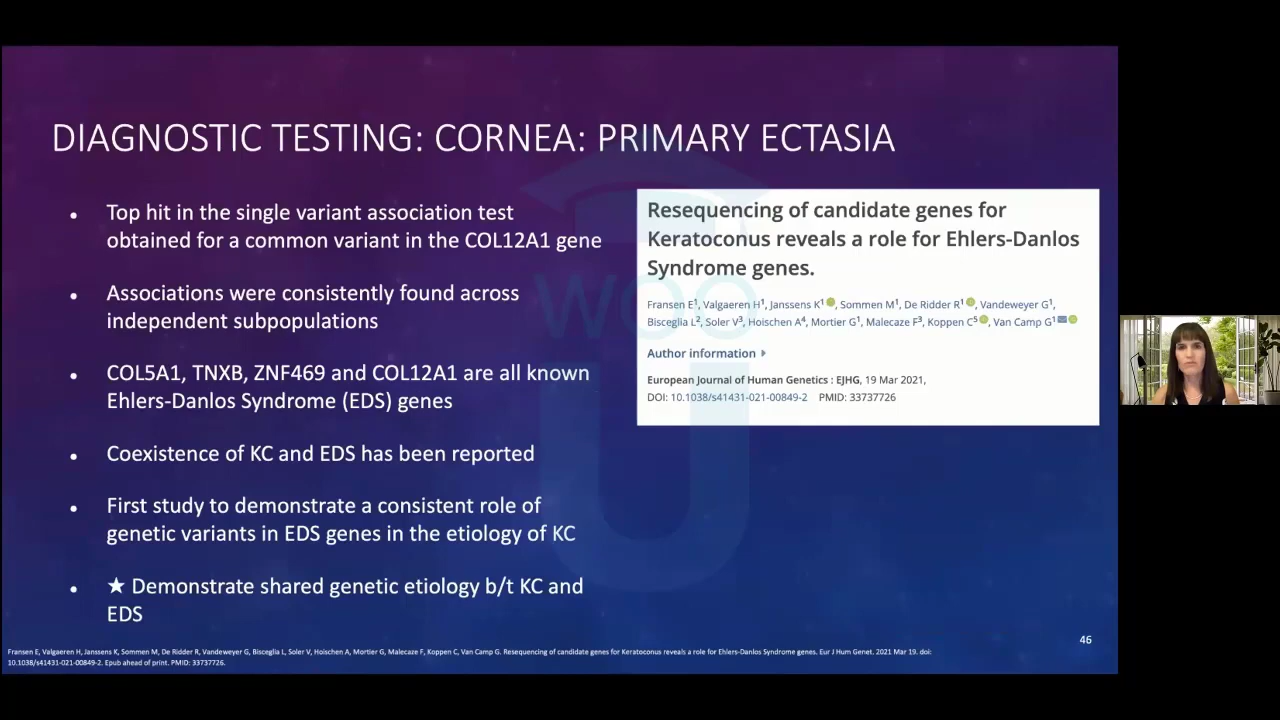 DIAGNOSTIC TESTING: CORNEA: PRIMARY ECTASIA
• Top hit in the single variant association test
obtained for a common variant in the COL12A1 gene
• Associations were consistently found across
independent subpopulations
• COL5A1, TNXB, ZNF469 and COL12A1 are all known
Ehlers-Danlos Syndrome (EDS) genes
• Coexistence of KC and EDS has been reported
• First study to demonstrate a consistent role of
genetic variants in EDS genes in the etiology of KC
• ★ Demonstrate shared genetic etiology b/t KC and
EDS
Resequencing of candidate genes for
Keratoconus reveals a role for Ehlers-Danlos
Syndrome genes.
Fransen E1, Valgaeren H1, Janssens K1, Sommen M1, De Ridder R1, Vandeweyer G1,
Bisceglia L2, Soler V3, Hoischen A4, Mortier G1, Malecaze F3, Koppen C5, Van Camp G1
Author information
European Journal of Human Genetics : EJHG, 19 Mar 2021,
DOI: 10.1038/s41431-021-00849-2 PMID: 33737726
WOO
U
46
Fransen E, Valgaeren H, Janssens K, Sommen M, De Ridder R, Vandeweyer G, Bisceglia L, Soler V, Hoischen A, Mortier G, Malecaze F, Koppen C, Van Camp G. Resequencing of candidate genes for Keratoconus reveals a role for Ehlers-Danlos Syndrome genes. Eur J Hum Genet. 2021 Mar 19. doi:
10.1038/s41431-021-00849-2. Epub ahead of print. PMID: 33737726.